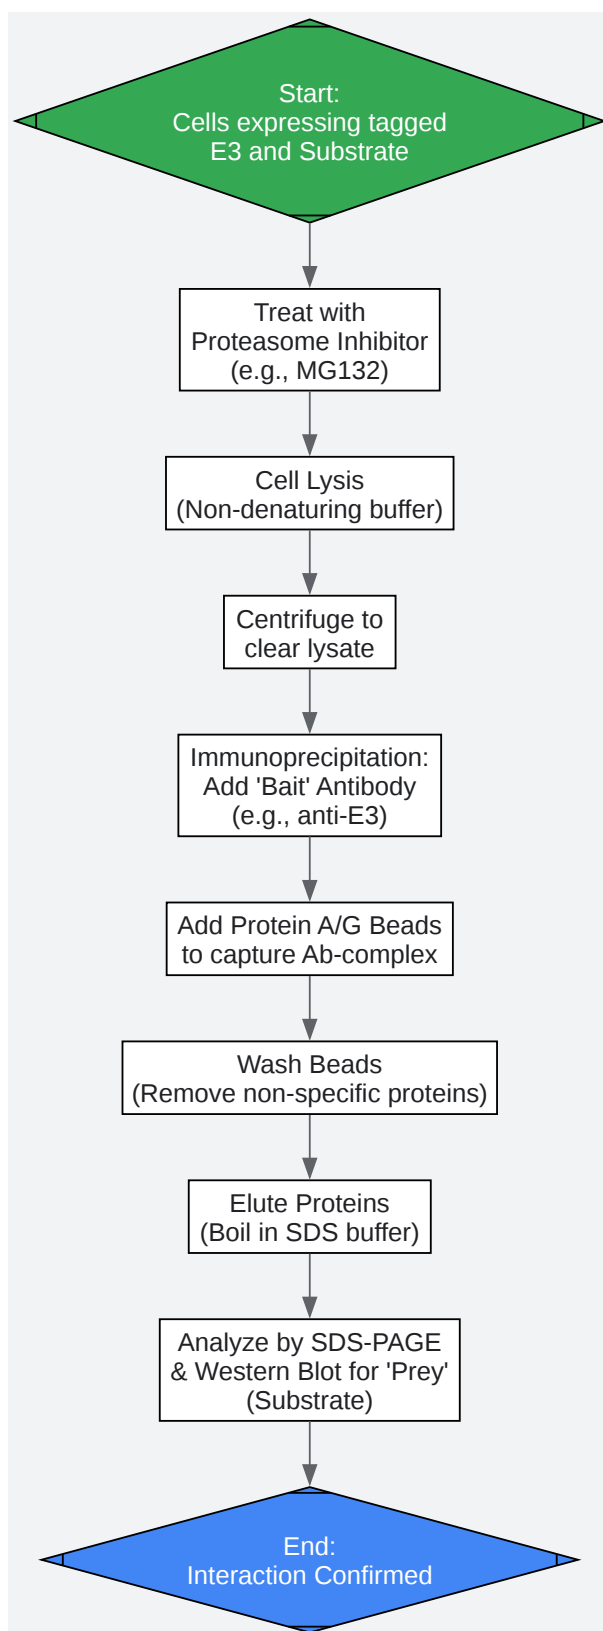 Start:
Cells expressing tagged
E3 and Substrate
Treat with
Proteasome Inhibitor
(e.g., MG132)
Cell Lysis
(Non-denaturing buffer)
Centrifuge to
clear lysate
Immunoprecipitation:
Add 'Bait' Antibody
(e.g., anti-E3)
Add Protein A/G Beads
to capture Ab-complex
Wash Beads
(Remove non-specific proteins)
Elute Proteins
(Boil in SDS buffer)
Analyze by SDS-PAGE
& Western Blot for 'Prey'
(Substrate)
End:
Interaction Confirmed